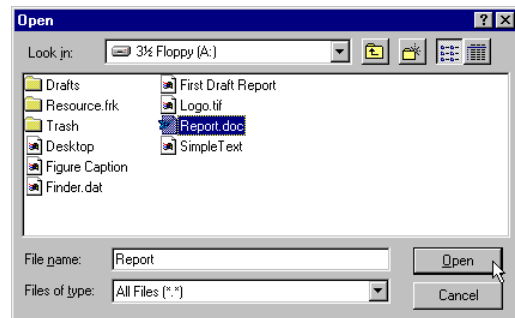 Open
Look in: 3½ Floppy (A:)
Drafts
Resource.frk
Trash
Desktop
Figure Caption
Finder.dat
First Draft Report
Logo.tif
Report.doc
SimpleText
File name: Report Open
Files of type: All Files (*.*) Cancel